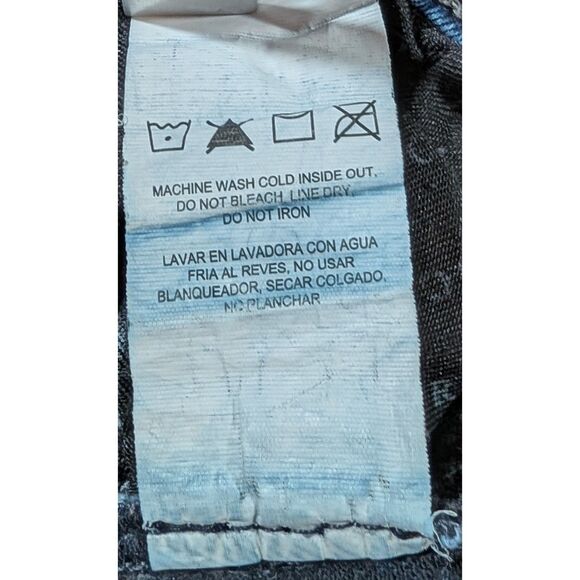 MACHINE WASH COLD INSIDE OUT,
DO NOT BLEACH, LINE DRY,
DO NOT IRON
LAVAR EN LAVADORA CON AGUA
FRIA AL REVES, NO USAR
BLANQUEADOR, SECAR COLGADO,
NO PLANCHAR